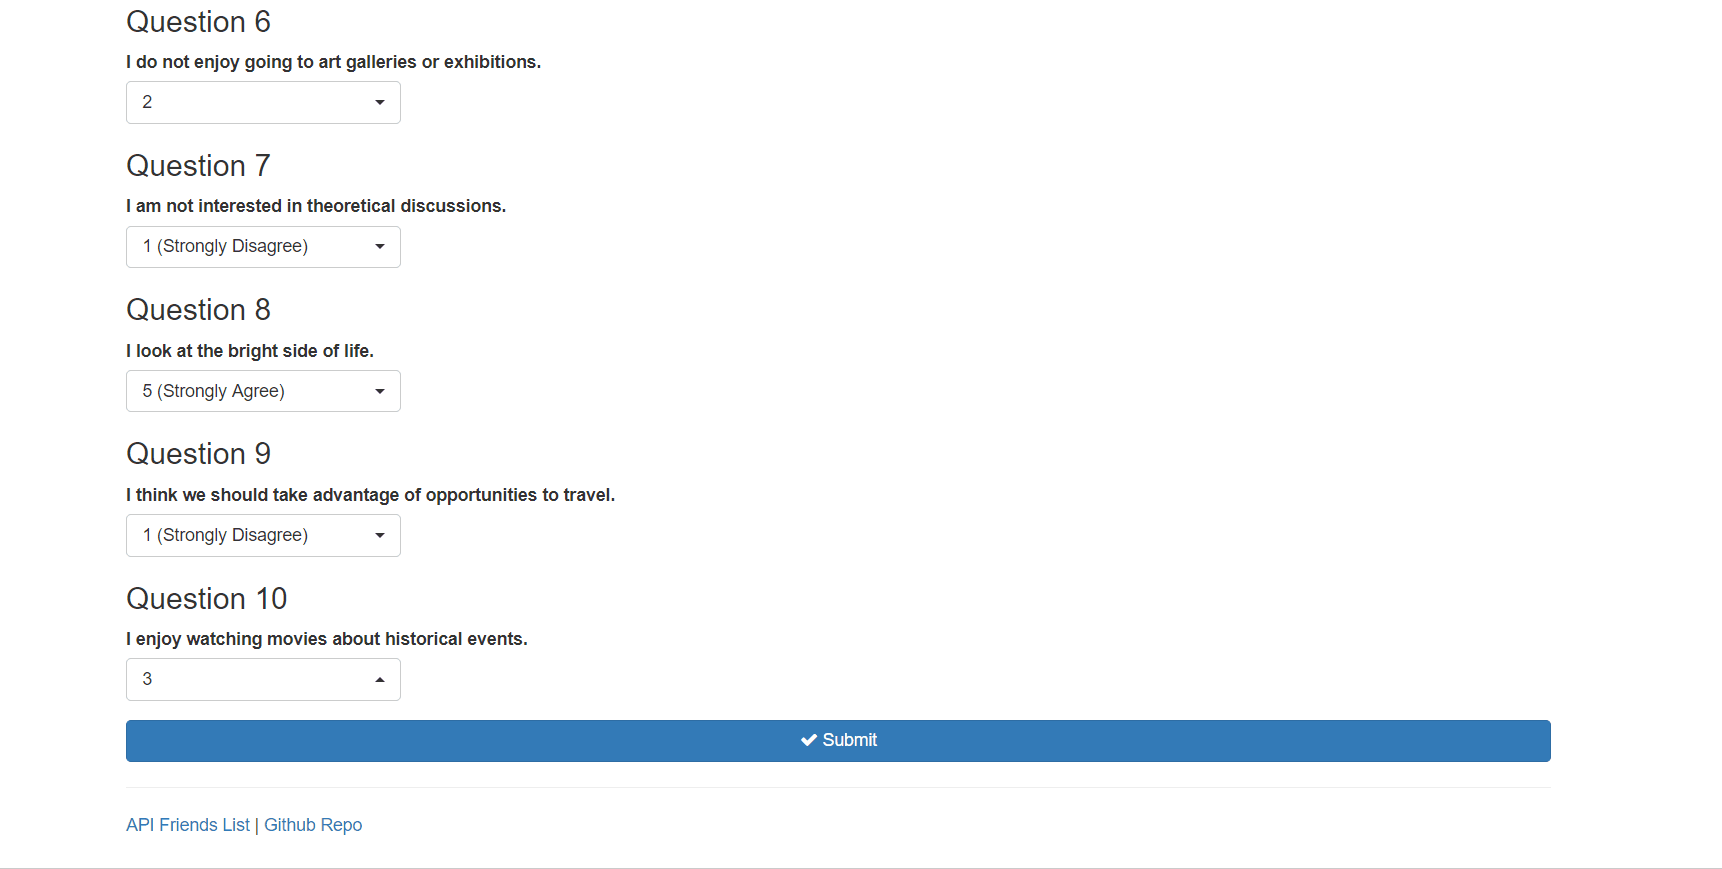 Question 6
I do not enjoy going to art galleries or exhibitions.
2
Question 7
I am not interested in theoretical discussions.
1 (Strongly Disagree)
Question 8
I look at the bright side of life.
5 (Strongly Agree)
Question 9
I think we should take advantage of opportunities to travel.
1 (Strongly Disagree)
Question 10
I enjoy watching movies about historical events.
3
Submit
API Friends List | Github Repo